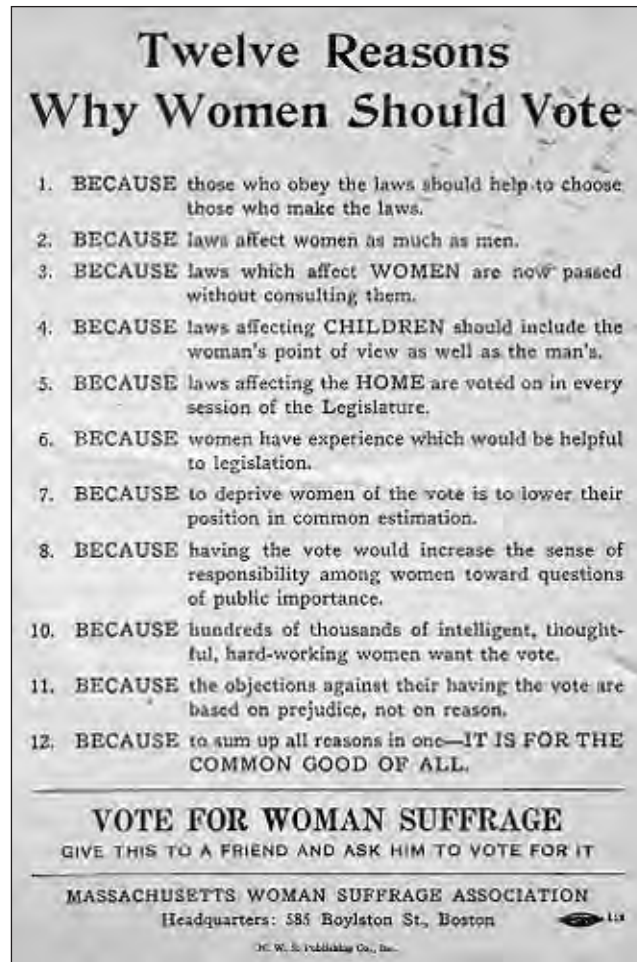 Twelve Reasons
Why Women Should Vote
1. BECAUSE those who obey the laws should help to choose
those who make the laws.
2. BECAUSE laws affect women as much as men.
3. BECAUSE laws which affect WOMEN are now passed
without consulting them.
4. BECAUSE laws affecting CHILDREN should include the
woman's point of view as well as the man's.
5. BECAUSE laws affecting the HOME are voted on in every
session of the Legislature.
6. BECAUSE women have experience which would be helpful
to legislation.
7. BECAUSE to deprive women of the vote is to lower their
position in common estimation.
8. BECAUSE having the vote would increase the sense of
responsibility among women toward questions
of public importance.
10. BECAUSE hundreds of thousands of intelligent, thought-
ful, hard-working women want the vote.
11. BECAUSE the objections against their having the vote are
based on prejudice, not on reason.
12. BECAUSE to sum up all reasons in one—IT IS FOR THE
COMMON GOOD OF ALL.
VOTE FOR WOMAN SUFFRAGE
GIVE THIS TO A FRIEND AND ASK HIM TO VOTE FOR IT
MASSACHUSETTS WOMAN SUFFRAGE ASSOCIATION
Headquarters: 585 Boylston St., Boston
N. W. S. Publishing Co., Inc.